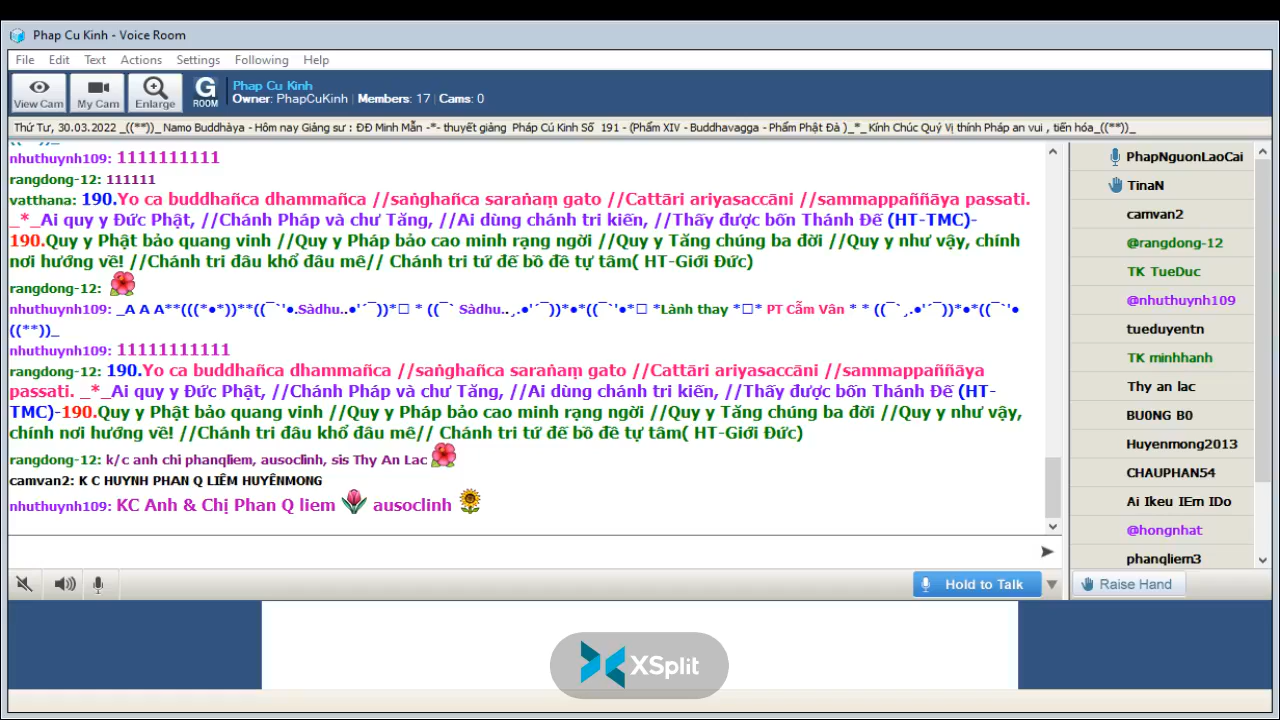 Phap Cu Kinh - Voice Room
File Edit Text Actions Settings Following Help
View Cam My Cam Enlarge G ROOM
Phap Cu Kinh
Owner: PhapCuKinh | Members: 17 | Cams: 0
Thứ Tư, 30.03.2022 _((**))_ Namo Buddhàya - Hôm nay Giảng sư : ĐĐ Minh Mẫn -*- thuyết giảng Pháp Cú Kinh Số 191 - (Phẩm XIV - Buddhavagga - Phẩm Phật Đà )_*_ Kính Chúc Quý Vị thính Pháp an vui , tiến hóa_((**))_
nhuthuynh109: 1111111111
rangdong-12: 111111
vatthana: 190.Yo ca buddhañca dhammañca //saṅghañca saraṇaṃ gato //Cattāri ariyasaccāni //sammappaññāya passati.
_*_Ai quy y Đức Phật, //Chánh Pháp và chư Tăng, //Ai dùng chánh tri kiến, //Thấy được bốn Thánh Đế (HT-TMC)-
190.Quy y Phật bảo quang vinh //Quy y Pháp bảo cao minh rạng ngời //Quy y Tăng chúng ba đời //Quy y như vậy, chính
nơi hướng về! //Chánh tri đâu khổ đâu mê// Chánh tri tứ đế bồ đề tự tâm( HT-Giới Đức)
rangdong-12:
nhuthuynh109: _A A A**(((*●*))**((¯`'●.Sàdhu..●'´¯))*□ * ((¯` Sàdhu..¸.●'´¯))*●*((¯`'●*□ *Lành thay *□* PT Cẩm Vân * * ((¯`¸.●'´¯))*●*((¯`'●
((**))_
nhuthuynh109: 11111111111
rangdong-12: 190.Yo ca buddhañca dhammañca //saṅghañca saraṇaṃ gato //Cattāri ariyasaccāni //sammappaññāya
passati. _*_Ai quy y Đức Phật, //Chánh Pháp và chư Tăng, //Ai dùng chánh tri kiến, //Thấy được bốn Thánh Đế (HT-
TMC)-190.Quy y Phật bảo quang vinh //Quy y Pháp bảo cao minh rạng ngời //Quy y Tăng chúng ba đời //Quy y như vậy,
chính nơi hướng về! //Chánh tri đâu khổ đâu mê// Chánh tri tứ đế bồ đề tự tâm( HT-Giới Đức)
rangdong-12: k/c anh chi phanqliem, ausoclinh, sis Thy An Lac
camvan2: K C HUYNH PHAN Q LIÊM HUYÊNMONG
nhuthuynh109: KC Anh & Chị Phan Q liem ausoclinh
Hold to Talk
PhapNguonLaoCai
TinaN
camvan2
@rangdong-12
TK TueDuc
@nhuthuynh109
tueduyentn
TK minhhanh
Thy an lac
BU0NG B0
Huyenmong2013
CHAUPHAN54
Ai lkeu lEm lDo
@hongnhat
phanqliem3
Raise Hand
XSplit